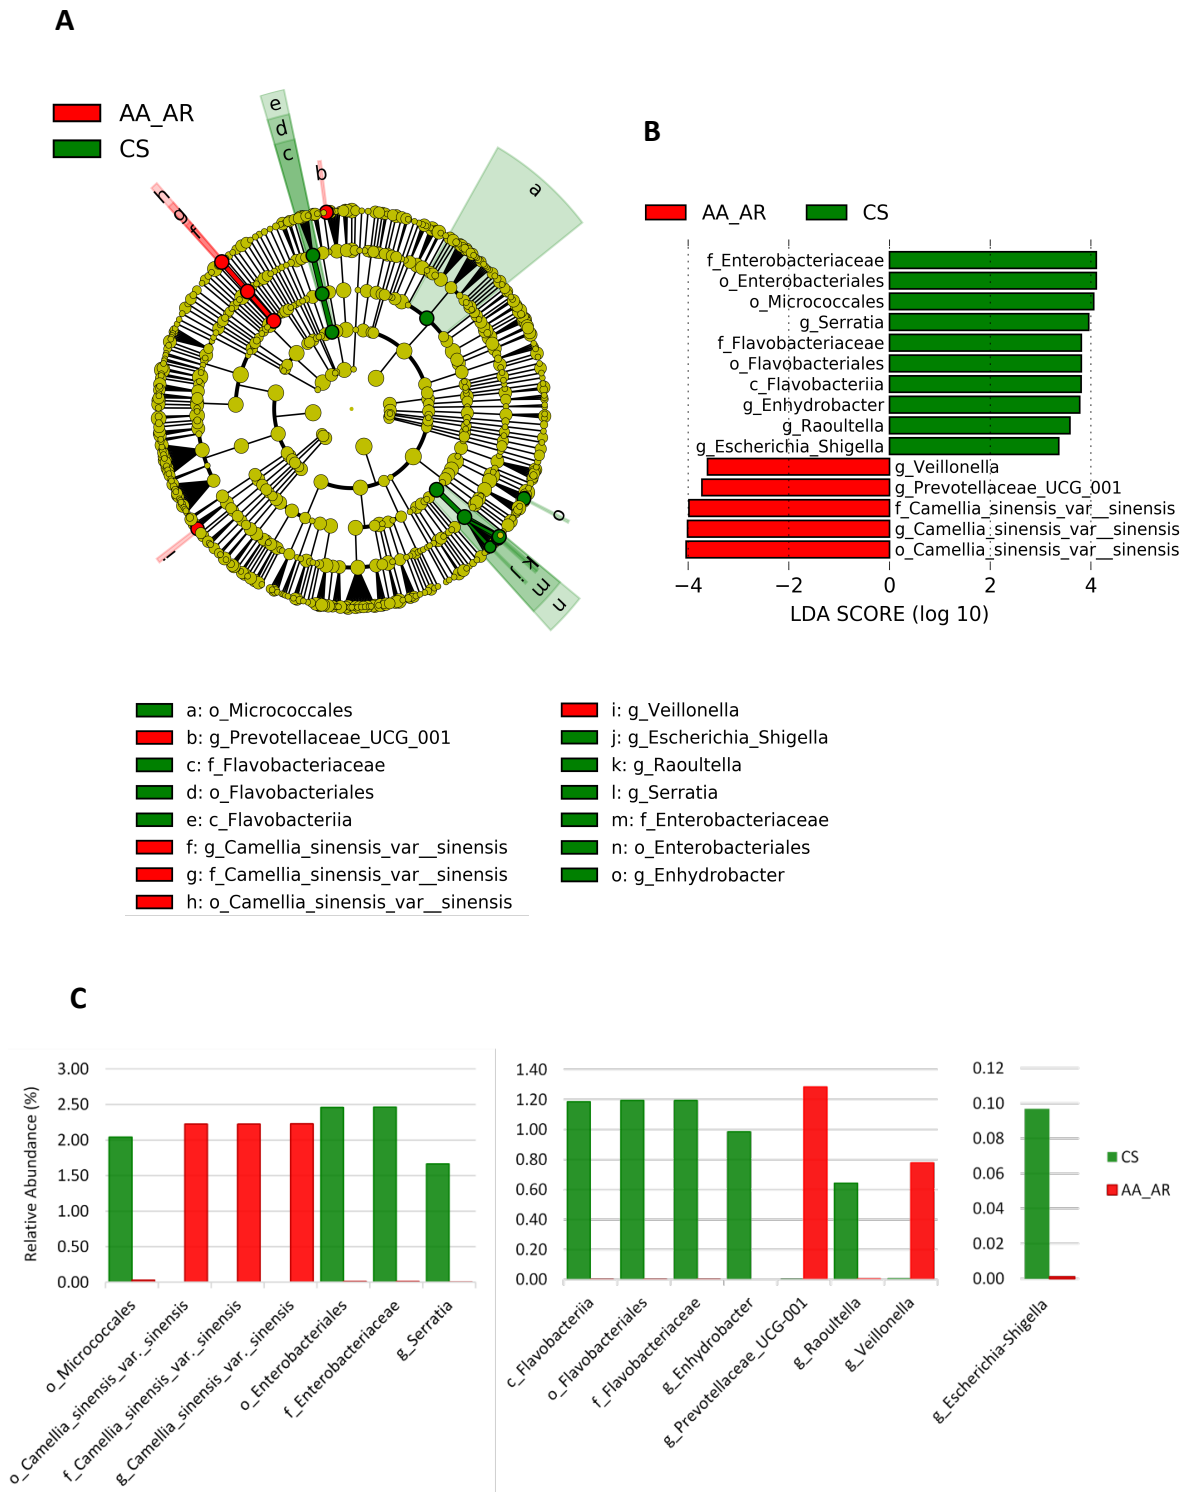 A
AA_AR
CS
e
d
c
b
a
h
g
f
i
o
k
j
m
n
B
AA_AR
CS
f_Enterobacteriaceae
o_Enterobacteriales
o_Micrococcales
g_Serratia
f_Flavobacteriaceae
o_Flavobacteriales
c_Flavobacteriia
g_Enhydrobacter
g_Raoultella
g_Escherichia_Shigella
g_Veillonella
g_Prevotellaceae_UCG_001
f_Camellia_sinensis_var__sinensis
g_Camellia_sinensis_var__sinensis
o_Camellia_sinensis_var__sinensis
−4 −2 0 2 4
LDA SCORE (log 10)
a: o_Micrococcales
b: g_Prevotellaceae_UCG_001
c: f_Flavobacteriaceae
d: o_Flavobacteriales
e: c_Flavobacteriia
f: g_Camellia_sinensis_var__sinensis
g: f_Camellia_sinensis_var__sinensis
h: o_Camellia_sinensis_var__sinensis
i: g_Veillonella
j: g_Escherichia_Shigella
k: g_Raoultella
l: g_Serratia
m: f_Enterobacteriaceae
n: o_Enterobacteriales
o: g_Enhydrobacter
C
Relative Abundance (%)
3.00
2.50
2.00
1.50
1.00
0.50
0.00
o_Micrococcales
o_Camellia_sinensis_var._sinensis
f_Camellia_sinensis_var._sinensis
g_Camellia_sinensis_var._sinensis
o_Enterobacteriales
f_Enterobacteriaceae
g_Serratia
1.40
1.20
1.00
0.80
0.60
0.40
0.20
0.00
c_Flavobacteriia
o_Flavobacteriales
f_Flavobacteriaceae
g_Enhydrobacter
g_Prevotellaceae_UCG-001
g_Raoultella
g_Veillonella
0.12
0.10
0.08
0.06
0.04
0.02
0.00
g_Escherichia-Shigella
CS
AA_AR